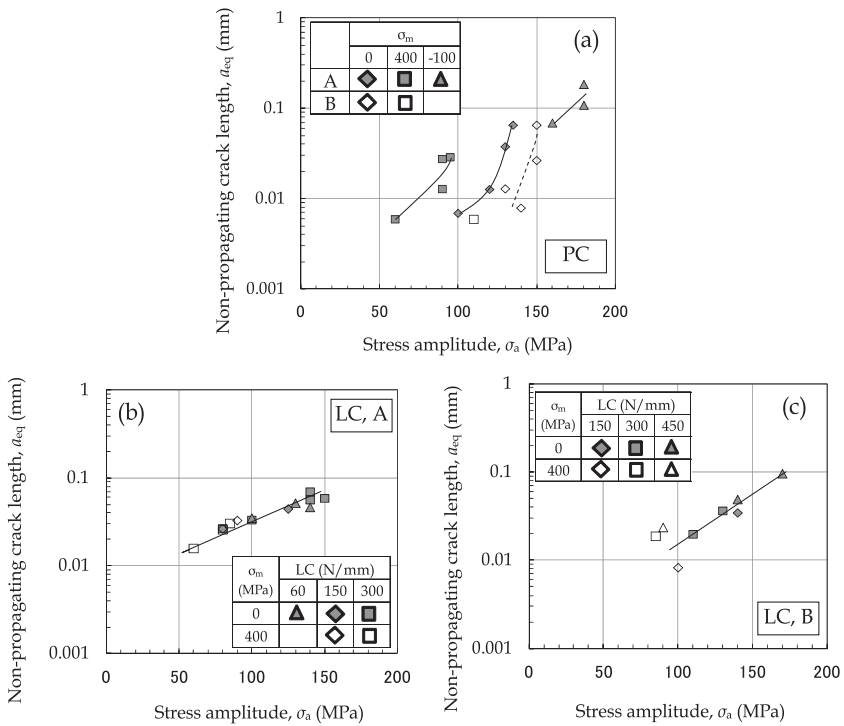 (a)
σm
0 400 -100
A
B
PC
1
0.1
0.01
0.001
0 50 100 150 200
Non-propagating crack length, aeq (mm)
Stress amplitude, σa (MPa)
(b)
LC, A
σm (MPa) LC (N/mm)
60 150 300
0
400
1
0.1
0.01
0.001
0 50 100 150 200
Non-propagating crack length, aeq (mm)
Stress amplitude, σa (MPa)
(c)
σm (MPa) LC (N/mm)
150 300 450
0
400
LC, B
1
0.1
0.01
0.001
0 50 100 150 200
Non-propagating crack length, aeq (mm)
Stress amplitude, σa (MPa)